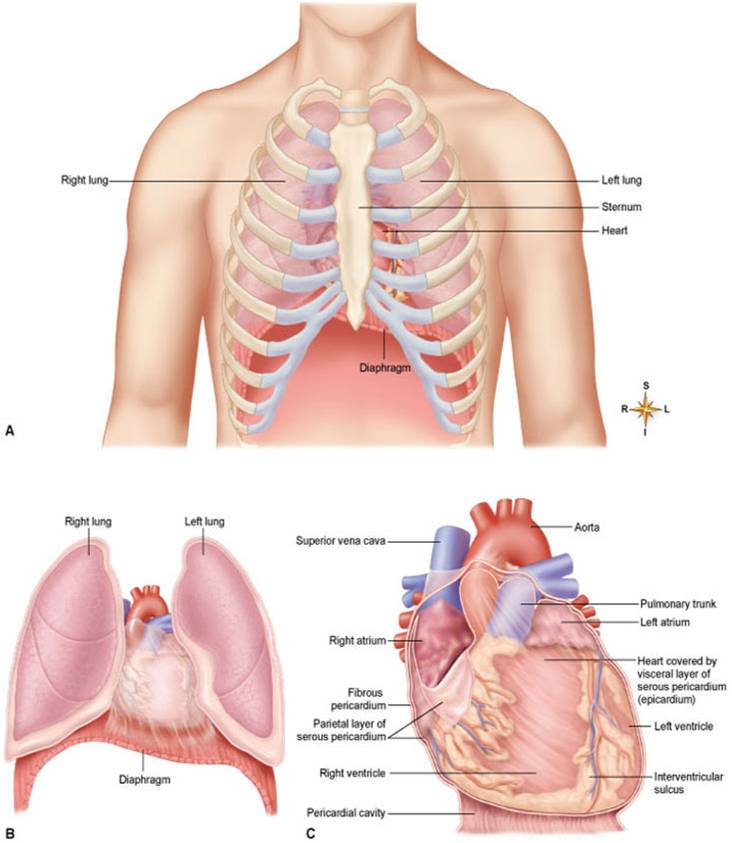 Right lung
Left lung
Sternum
Heart
Diaphragm
S
R
L
I
A
Right lung
Left lung
Diaphragm
B
Superior vena cava
Aorta
Pulmonary trunk
Left atrium
Right atrium
Heart covered by
visceral layer of
serous pericardium
(epicardium)
Fibrous
pericardium
Parietal layer of
serous pericardium
Left ventricle
Right ventricle
Interventricular
sulcus
Pericardial cavity
C